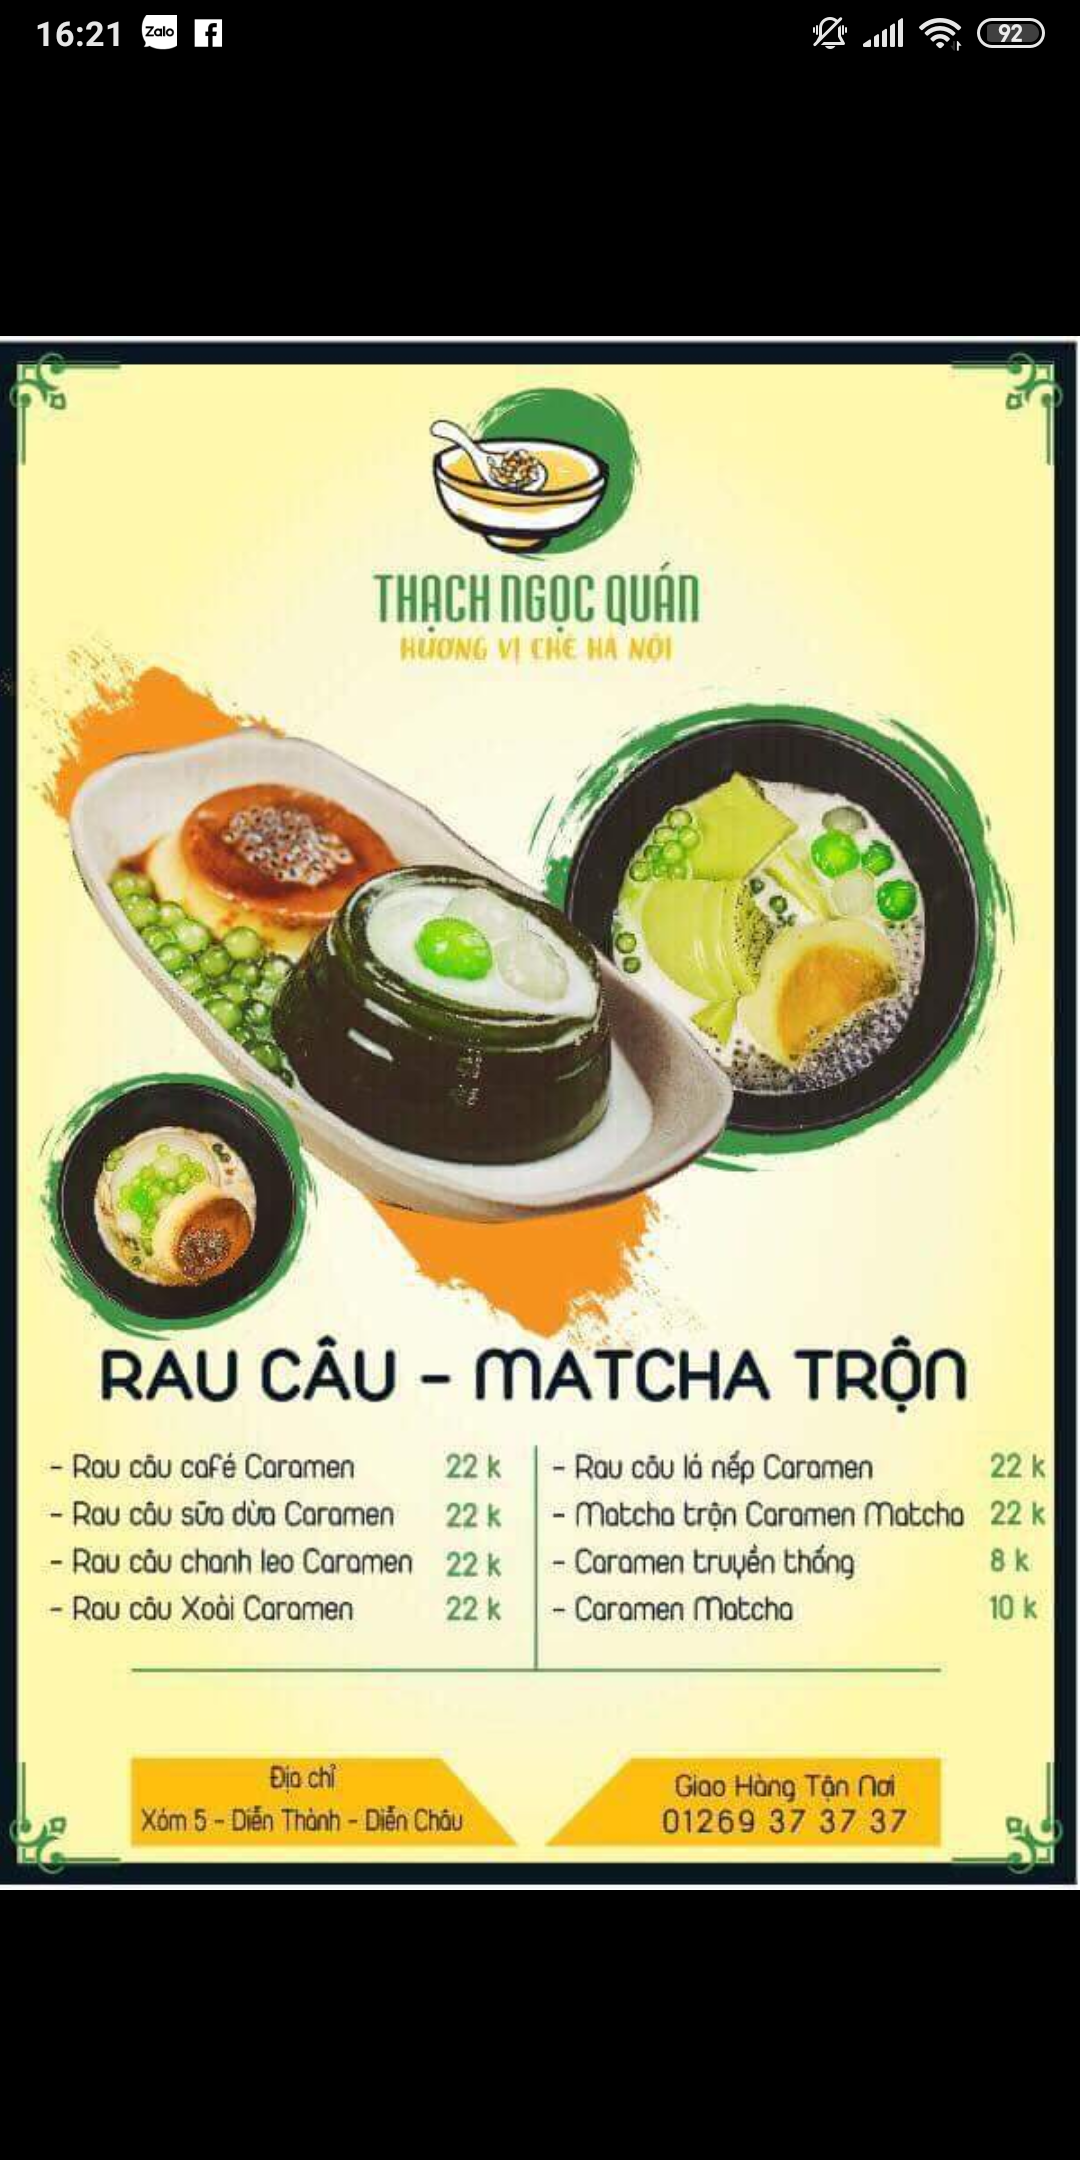 16:21 Zalo 92
THẠCH NGỌC QUÁN
HƯƠNG VỊ CHÈ HÀ NỘI
RAU CÂU - MATCHA TRỘN
- Rau câu café Caramen 22 k
- Rau câu sữa dừa Caramen 22 k
- Rau câu chanh leo Caramen 22 k
- Rau câu Xoài Caramen 22 k
- Rau câu lá nếp Caramen 22 k
- Matcha trộn Caramen Matcha 22 k
- Caramen truyền thống 8 k
- Caramen Matcha 10 k
Địa chỉ
Xóm 5 - Diễn Thành - Diễn Châu
Giao Hàng Tận Nơi
01269 37 37 37